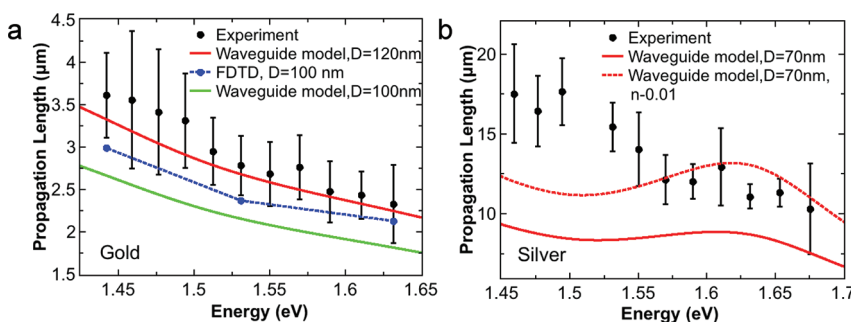 a
Propagation Length (μm)
4.5
4
3.5
3
2.5
2
1.5
Experiment
Waveguide model,D=120nm
FDTD, D=100 nm
Waveguide model,D=100nm
Gold
1.45
1.5
1.55
1.6
1.65
Energy (eV)
b
Propagation Length (μm)
20
15
10
5
Experiment
Waveguide model,D=70nm
Waveguide model,D=70nm,
n-0.01
Silver
1.45
1.5
1.55
1.6
1.65
1.7
Energy (eV)